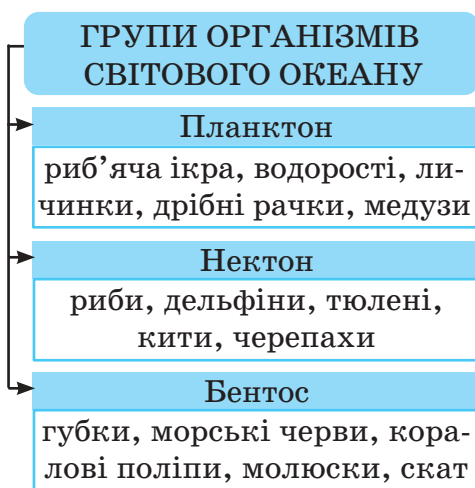 ГРУПИ ОРГАНІЗМІВ
СВІТОВОГО ОКЕАНУ
Планктон
риб’яча ікра, водорості, ли-
чинки, дрібні рачки, медузи
Нектон
риби, дельфіни, тюлені,
кити, черепахи
Бентос
губки, морські черви, кора-
лові поліпи, молюски, скат